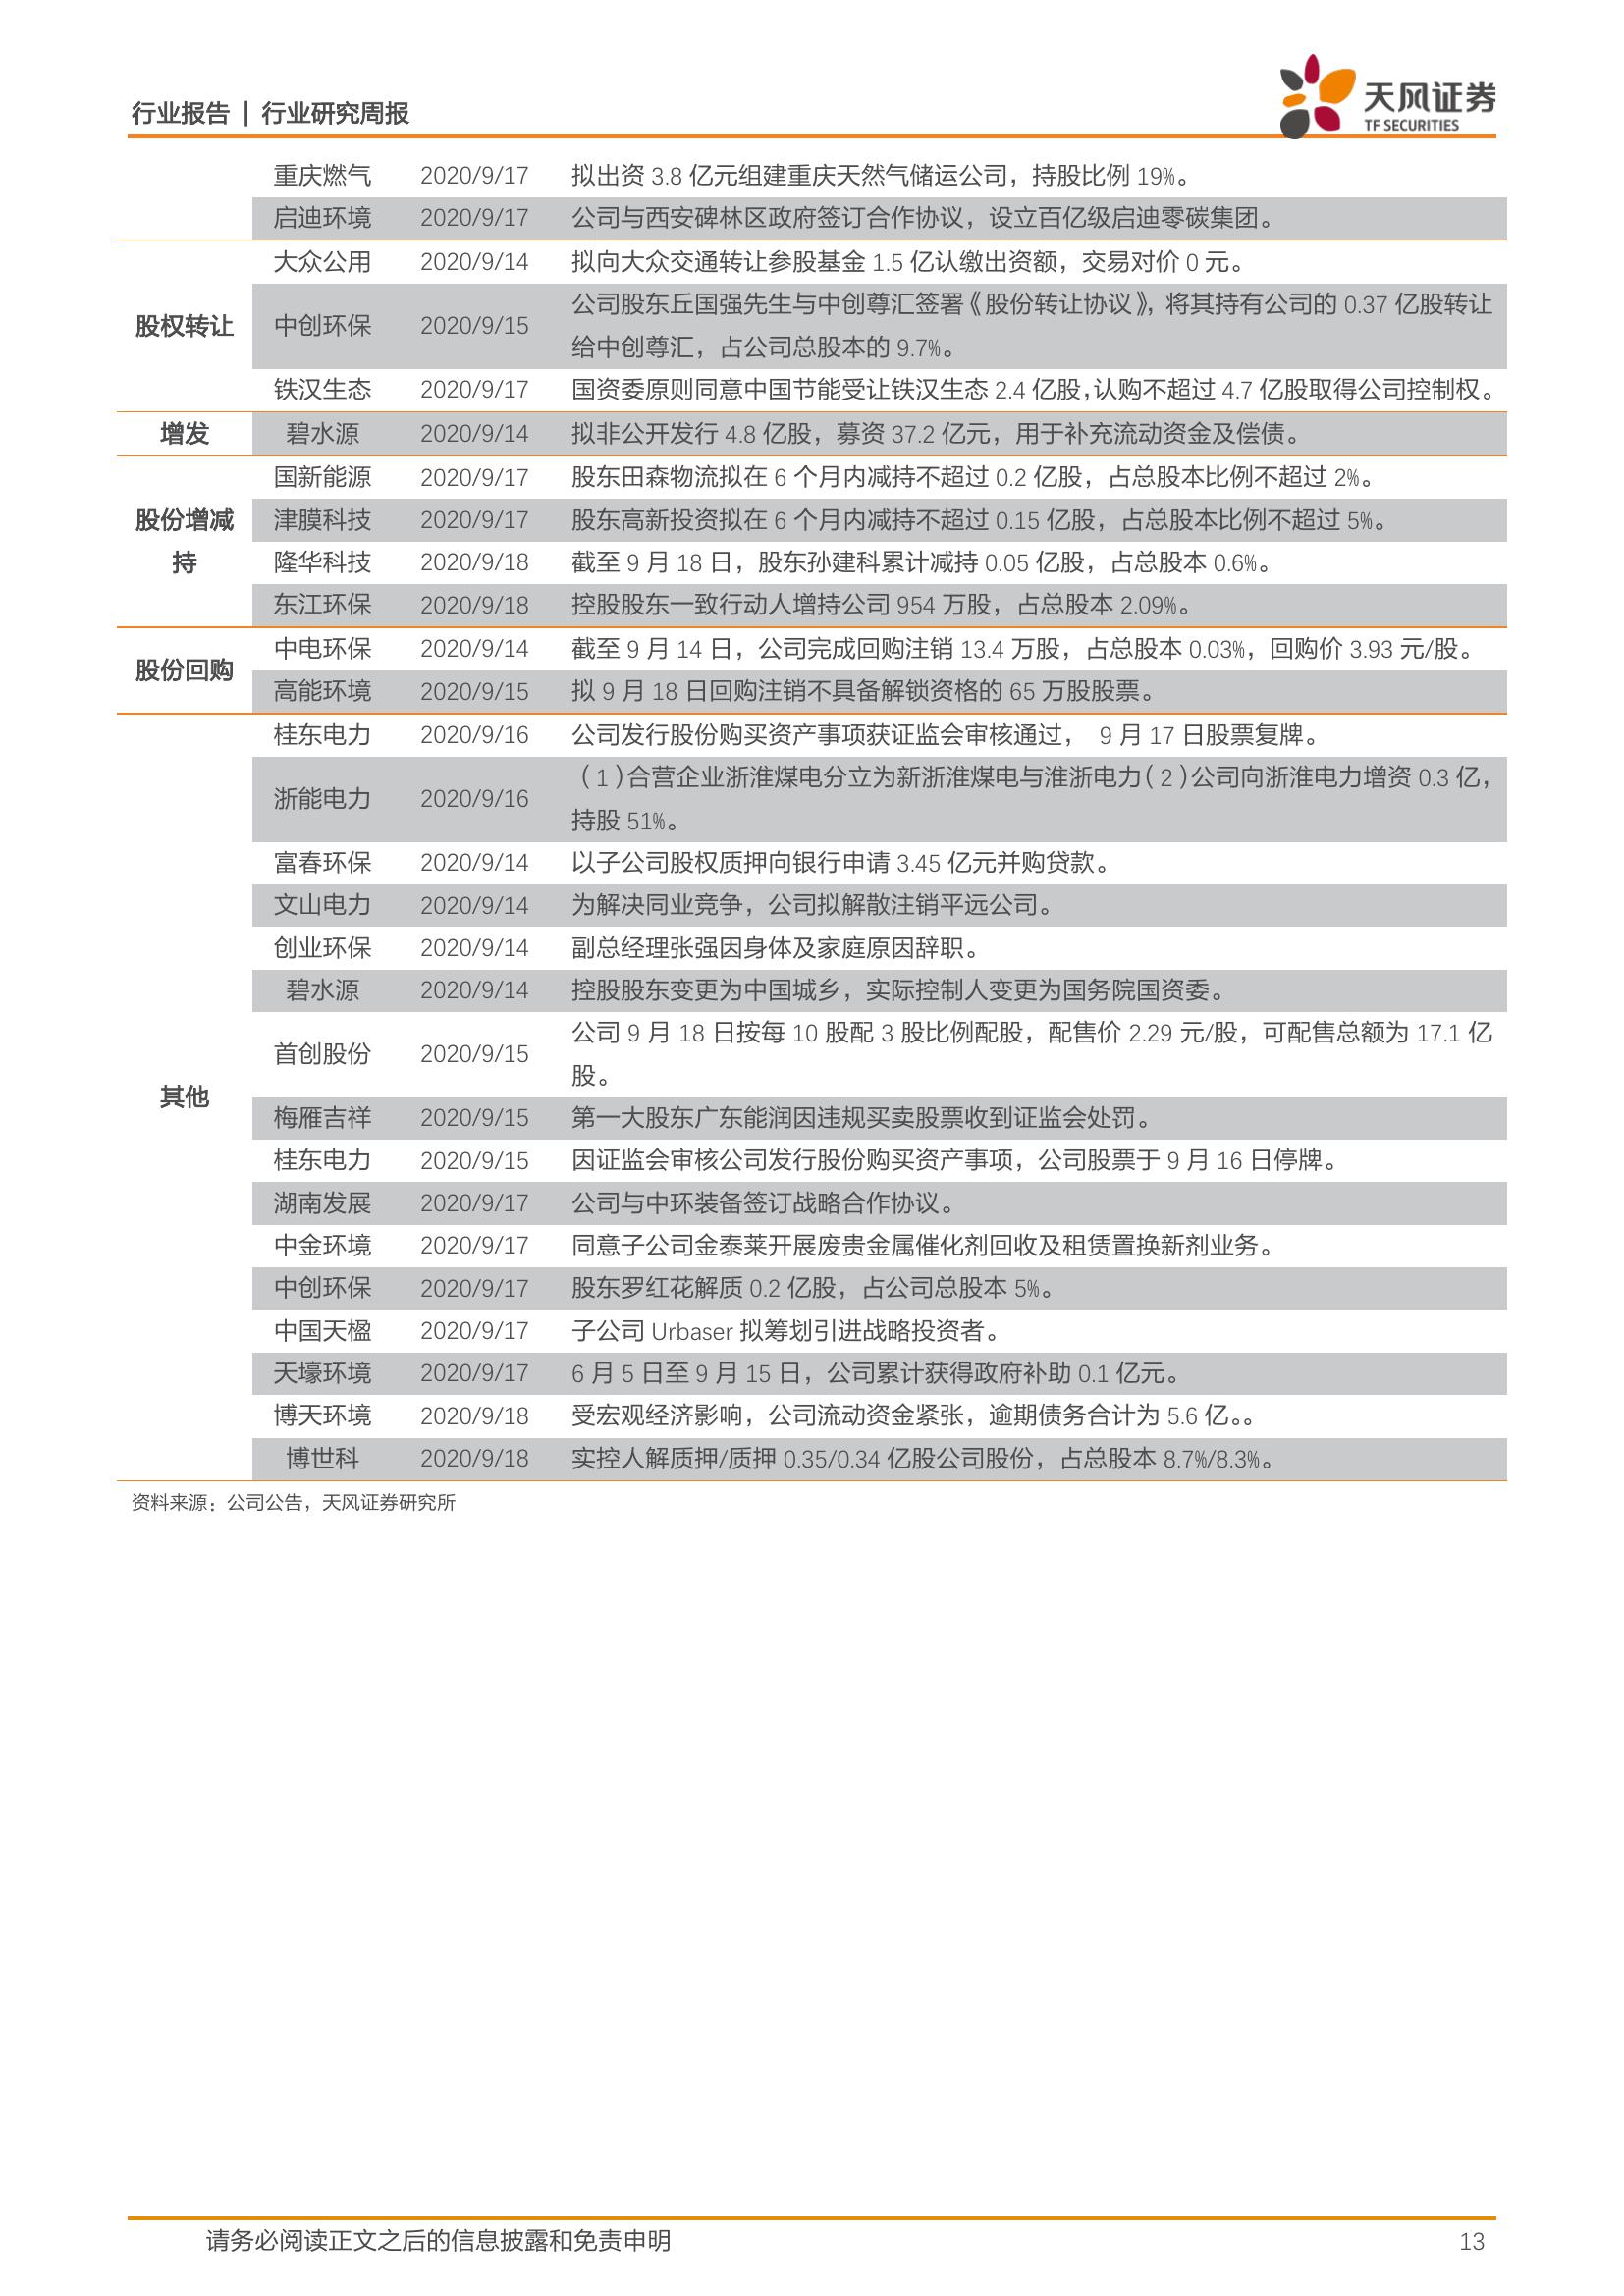 行业报告 | 行业研究周报
天风证券
TF SECURITIES
重庆燃气 2020/9/17 拟出资 3.8 亿元组建重庆天然气储运公司，持股比例 19%。
启迪环境 2020/9/17 公司与西安碑林区政府签订合作协议，设立百亿级启迪零碳集团。
股权转让
大众公用 2020/9/14 拟向大众交通转让参股基金 1.5 亿认缴出资额，交易对价 0 元。
中创环保 2020/9/15 公司股东丘国强先生与中创尊汇签署《股份转让协议》，将其持有公司的 0.37 亿股转让
给中创尊汇，占公司总股本的 9.7%。
铁汉生态 2020/9/17 国资委原则同意中国节能受让铁汉生态 2.4 亿股，认购不超过 4.7 亿股取得公司控制权。
增发 碧水源 2020/9/14 拟非公开发行 4.8 亿股，募资 37.2 亿元，用于补充流动资金及偿债。
股份增减
持
国新能源 2020/9/17 股东田森物流拟在 6 个月内减持不超过 0.2 亿股，占总股本比例不超过 2%。
津膜科技 2020/9/17 股东高新投资拟在 6 个月内减持不超过 0.15 亿股，占总股本比例不超过 5%。
隆华科技 2020/9/18 截至 9 月 18 日，股东孙建科累计减持 0.05 亿股，占总股本 0.6%。
东江环保 2020/9/18 控股股东一致行动人增持公司 954 万股，占总股本 2.09%。
股份回购
中电环保 2020/9/14 截至 9 月 14 日，公司完成回购注销 13.4 万股，占总股本 0.03%，回购价 3.93 元/股。
高能环境 2020/9/15 拟 9 月 18 日回购注销不具备解锁资格的 65 万股股票。
其他
桂东电力 2020/9/16 公司发行股份购买资产事项获证监会审核通过， 9 月 17 日股票复牌。
浙能电力 2020/9/16 （1）合营企业浙淮煤电分立为新浙淮煤电与淮浙电力（2）公司向浙淮电力增资 0.3 亿，
持股 51%。
富春环保 2020/9/14 以子公司股权质押向银行申请 3.45 亿元并购贷款。
文山电力 2020/9/14 为解决同业竞争，公司拟解散注销平远公司。
创业环保 2020/9/14 副总经理张强因身体及家庭原因辞职。
碧水源 2020/9/14 控股股东变更为中国城乡，实际控制人变更为国务院国资委。
首创股份 2020/9/15 公司 9 月 18 日按每 10 股配 3 股比例配股，配售价 2.29 元/股，可配售总额为 17.1 亿
股。
梅雁吉祥 2020/9/15 第一大股东广东能润因违规买卖股票收到证监会处罚。
桂东电力 2020/9/15 因证监会审核公司发行股份购买资产事项，公司股票于 9 月 16 日停牌。
湖南发展 2020/9/17 公司与中环装备签订战略合作协议。
中金环境 2020/9/17 同意子公司金泰莱开展废贵金属催化剂回收及租赁置换新剂业务。
中创环保 2020/9/17 股东罗红花解质 0.2 亿股，占公司总股本 5%。
中国天楹 2020/9/17 子公司 Urbaser 拟筹划引进战略投资者。
天壕环境 2020/9/17 6 月 5 日至 9 月 15 日，公司累计获得政府补助 0.1 亿元。
博天环境 2020/9/18 受宏观经济影响，公司流动资金紧张，逾期债务合计为 5.6 亿。。
博世科 2020/9/18 实控人解质押/质押 0.35/0.34 亿股公司股份，占总股本 8.7%/8.3%。
资料来源：公司公告，天风证券研究所
请务必阅读正文之后的信息披露和免责申明 13